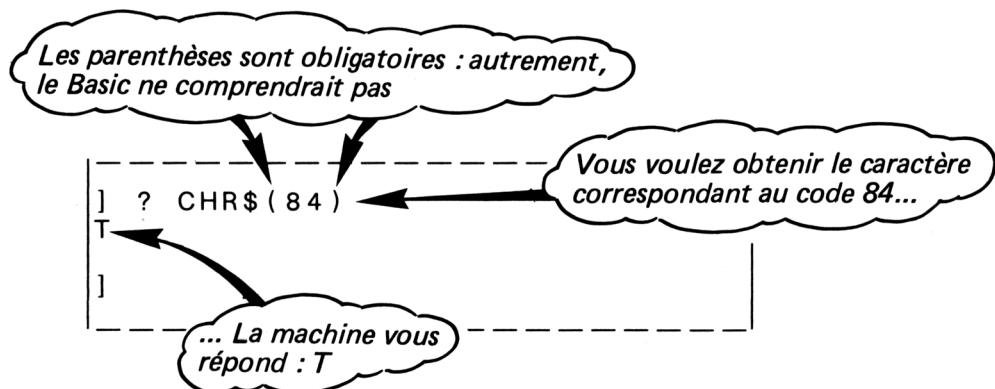 Les parenthèses sont obligatoires : autrement,
le Basic ne comprendrait pas
Vous voulez obtenir le caractère
correspondant au code 84...
] ? CHR$(84)
T
]
... La machine vous
répond : T